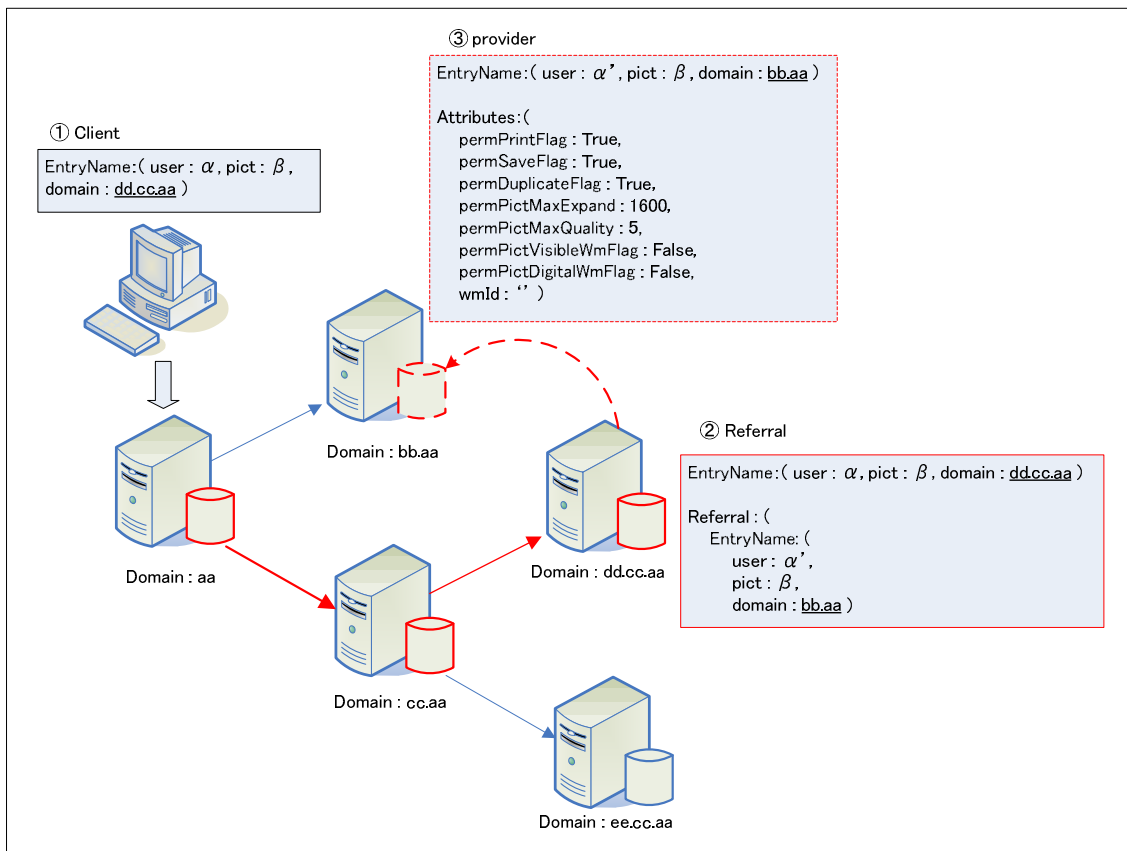 ③ provider
EntryName:( user : α’, pict : β, domain : bb.aa )
Attributes:(
permPrintFlag : True,
permSaveFlag : True,
permDuplicateFlag : True,
permPictMaxExpand : 1600,
permPictMaxQuality : 5,
permPictVisibleWmFlag : False,
permPictDigitalWmFlag : False,
wmId : ‘’ )
① Client
EntryName:( user : α, pict : β,
domain : dd.cc.aa )
Domain : bb.aa
② Referral
EntryName:( user : α, pict : β, domain : dd.cc.aa )
Referral : (
EntryName: (
user : α’,
pict : β,
domain : bb.aa )
Domain : aa
Domain : dd.cc.aa
Domain : cc.aa
Domain : ee.cc.aa